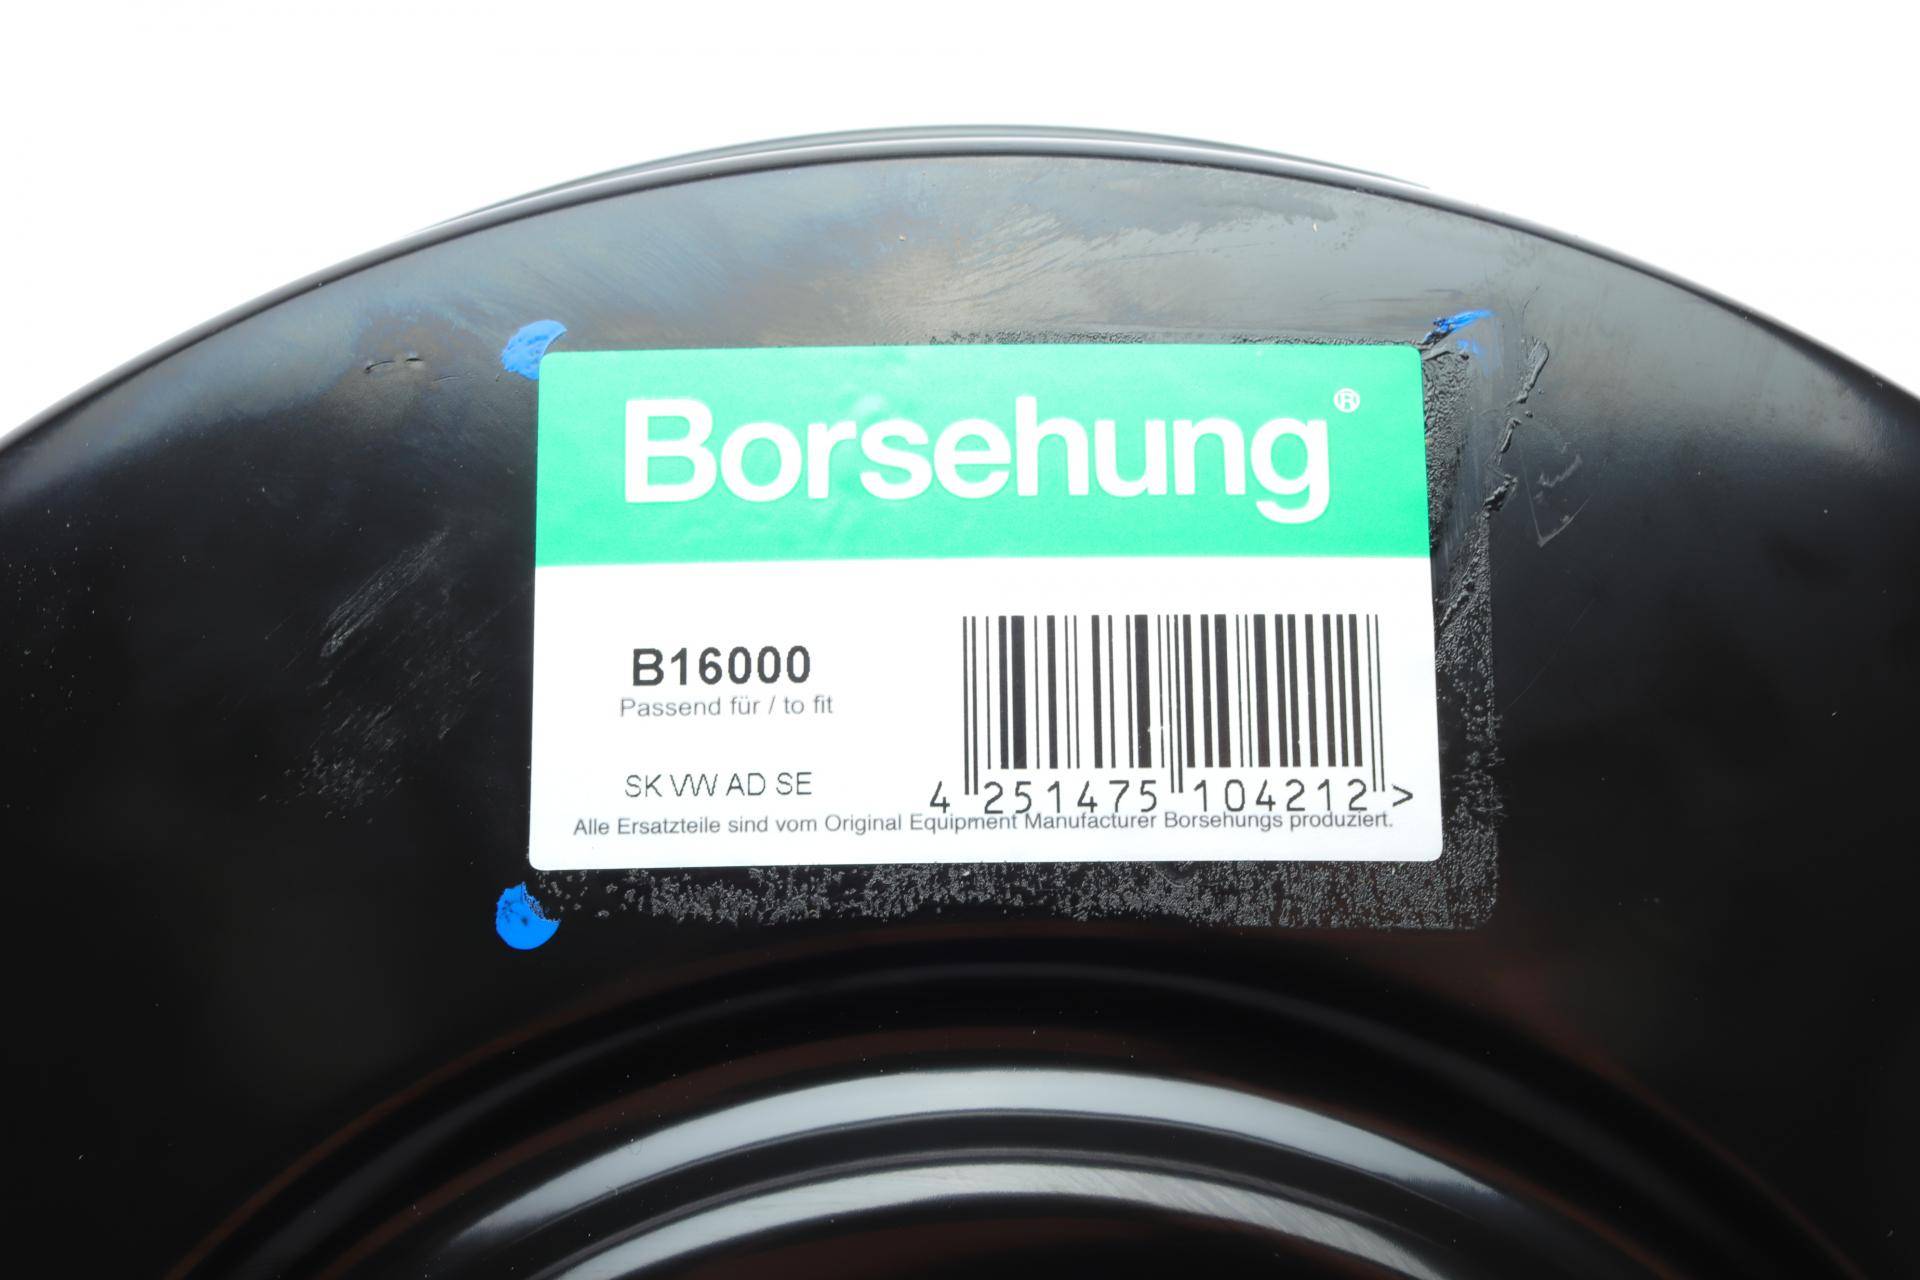 Borsehung®
B16000
Passend für / to fit
SK VW AD SE
4 251475 104212 >
Alle Ersatzteile sind vom Original Equipment Manufacturer Borsehungs produziert.